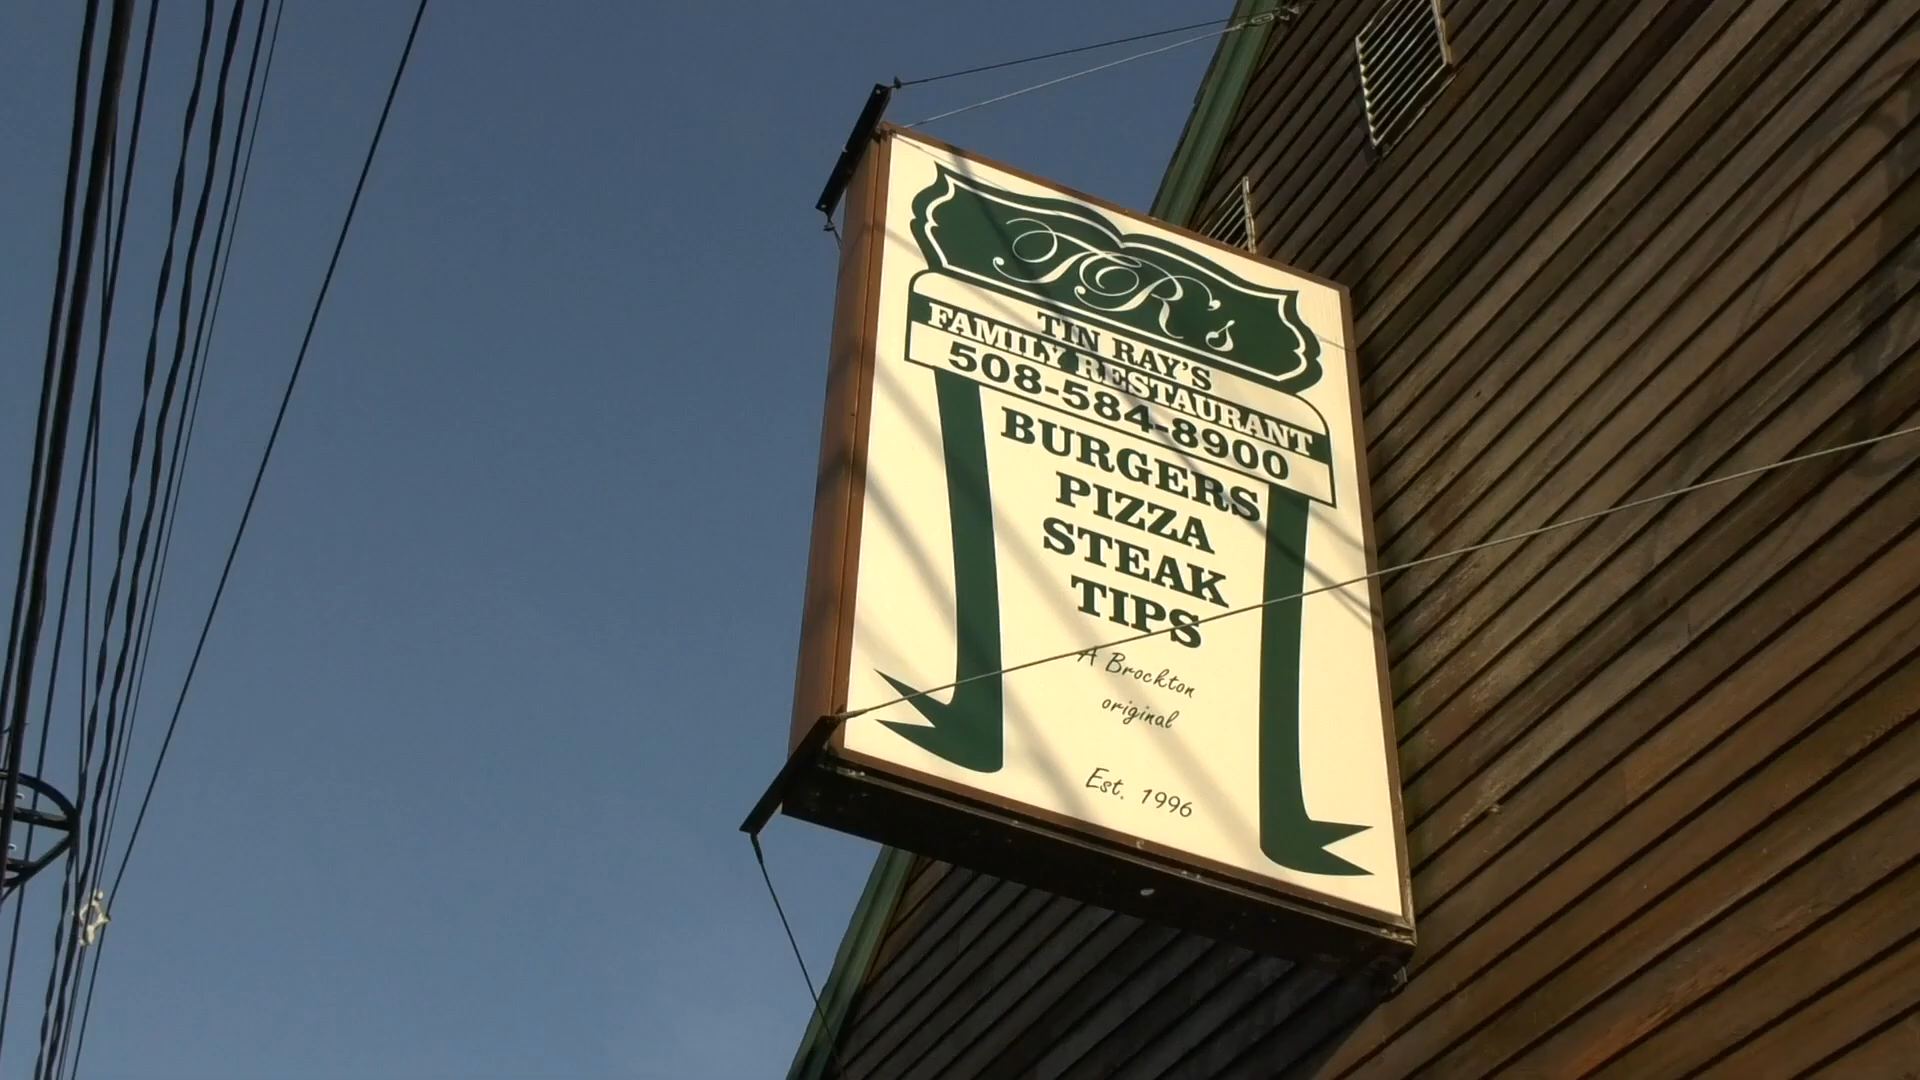 TR's
TIN RAY'S
FAMILY RESTAURANT
508-584-8900
BURGERS
PIZZA
STEAK
TIPS
A Brockton
original
Est. 1996